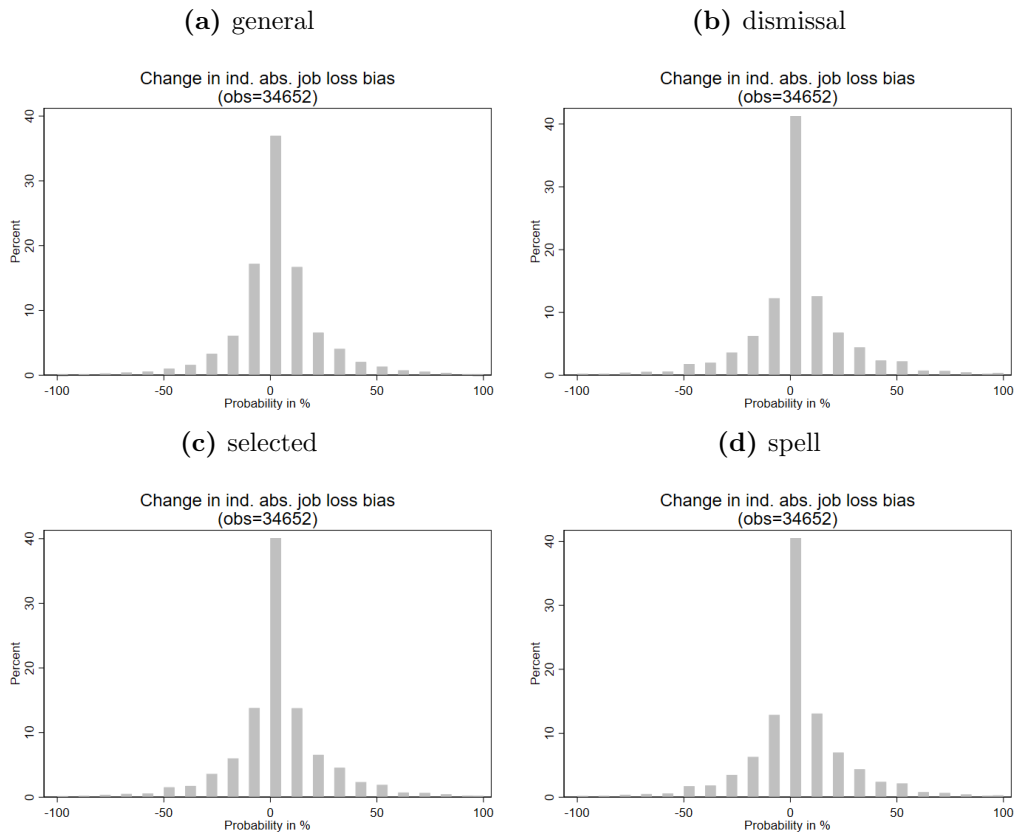 (a) general
Change in ind. abs. job loss bias
(obs=34652)
40
30
20
10
0
Percent
-100 -50 0 50 100
Probability in %
(b) dismissal
Change in ind. abs. job loss bias
(obs=34652)
40
30
20
10
0
Percent
-100 -50 0 50 100
Probability in %
(c) selected
Change in ind. abs. job loss bias
(obs=34652)
40
30
20
10
0
Percent
-100 -50 0 50 100
Probability in %
(d) spell
Change in ind. abs. job loss bias
(obs=34652)
40
30
20
10
0
Percent
-100 -50 0 50 100
Probability in %